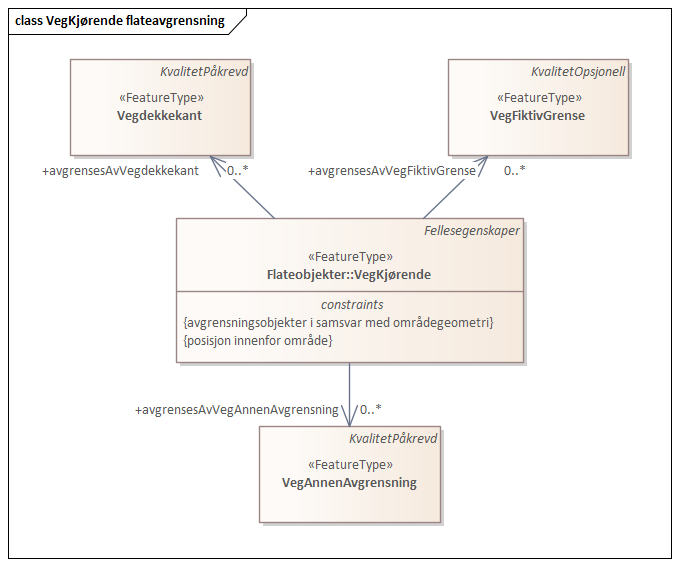 class VegKjørende flateavgrensning
KvalitetPåkrevd
«FeatureType»
Vegdekkekant
KvalitetOpsjonell
«FeatureType»
VegFiktivGrense
+avgrensesAvVegdekkekant 0..*
+avgrensesAvVegFiktivGrense 0..*
Fellesegenskaper
«FeatureType»
Flateobjekter::VegKjørende
constraints
{avgrensningsobjekter i samsvar med områdegeometri}
{posisjon innenfor område}
+avgrensesAvVegAnnenAvgrensning 0..*
KvalitetPåkrevd
«FeatureType»
VegAnnenAvgrensning